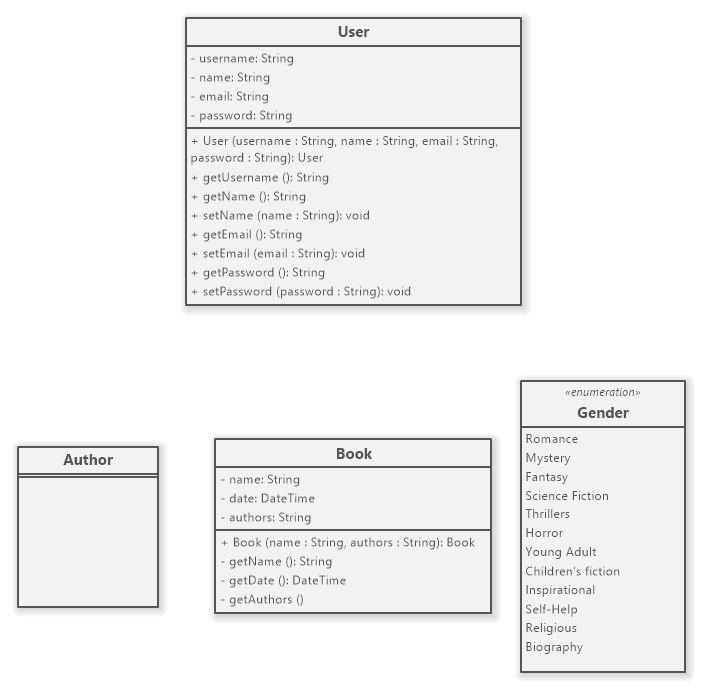 User
- username: String
- name: String
- email: String
- password: String
+ User (username : String, name : String, email : String,
password : String): User
+ getUsername (): String
+ getName (): String
+ setName (name : String): void
+ getEmail (): String
+ setEmail (email : String): void
+ getPassword (): String
+ setPassword (password : String): void
Author
Book
- name: String
- date: DateTime
- authors: String
+ Book (name : String, authors : String): Book
- getName (): String
- getDate (): DateTime
- getAuthors ()
«enumeration»
Gender
Romance
Mystery
Fantasy
Science Fiction
Thrillers
Horror
Young Adult
Children's fiction
Inspirational
Self-Help
Religious
Biography